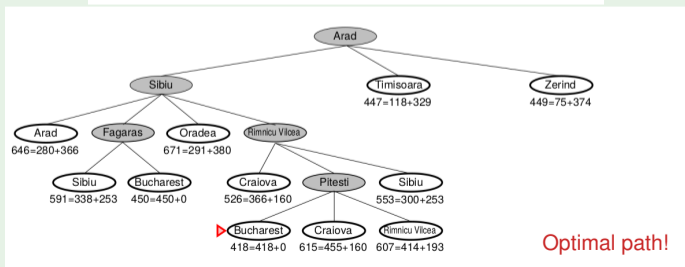 Arad
Sibiu
Timisoara
Zerind
447=118+329
449=75+374
Arad
Fagaras
Oradea
Rimnicu Vilcea
646=280+366
671=291+380
Sibiu
Bucharest
Craiova
Pitesti
Sibiu
591=338+253
450=450+0
526=366+160
553=300+253
Bucharest
Craiova
Rimnicu Vilcea
418=418+0
615=455+160
607=414+193
Optimal path!